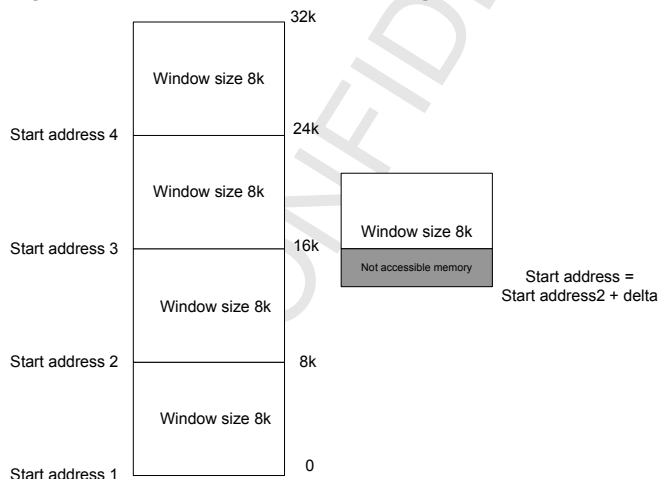 32k
Window size 8k
Start address 4
24k
Window size 8k
Window size 8k
Start address 3
16k
Not accessible memory
Start address =
Start address2 + delta
Window size 8k
Start address 2
8k
Window size 8k
0
Start address 1